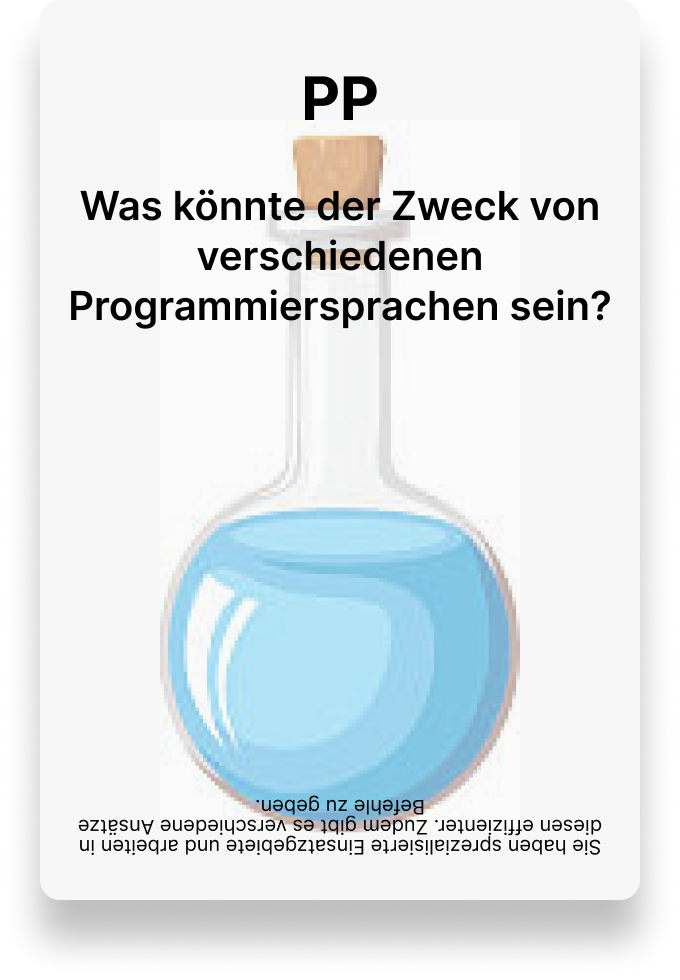 PP
Was könnte der Zweck von
verschiedenen
Programmiersprachen sein?
Sie haben sprezialisierte Einsatzgebiete und arbeiten in
diesen effizienter. Zudem gibt es verschiedene Ansätze
Befehle zu geben.